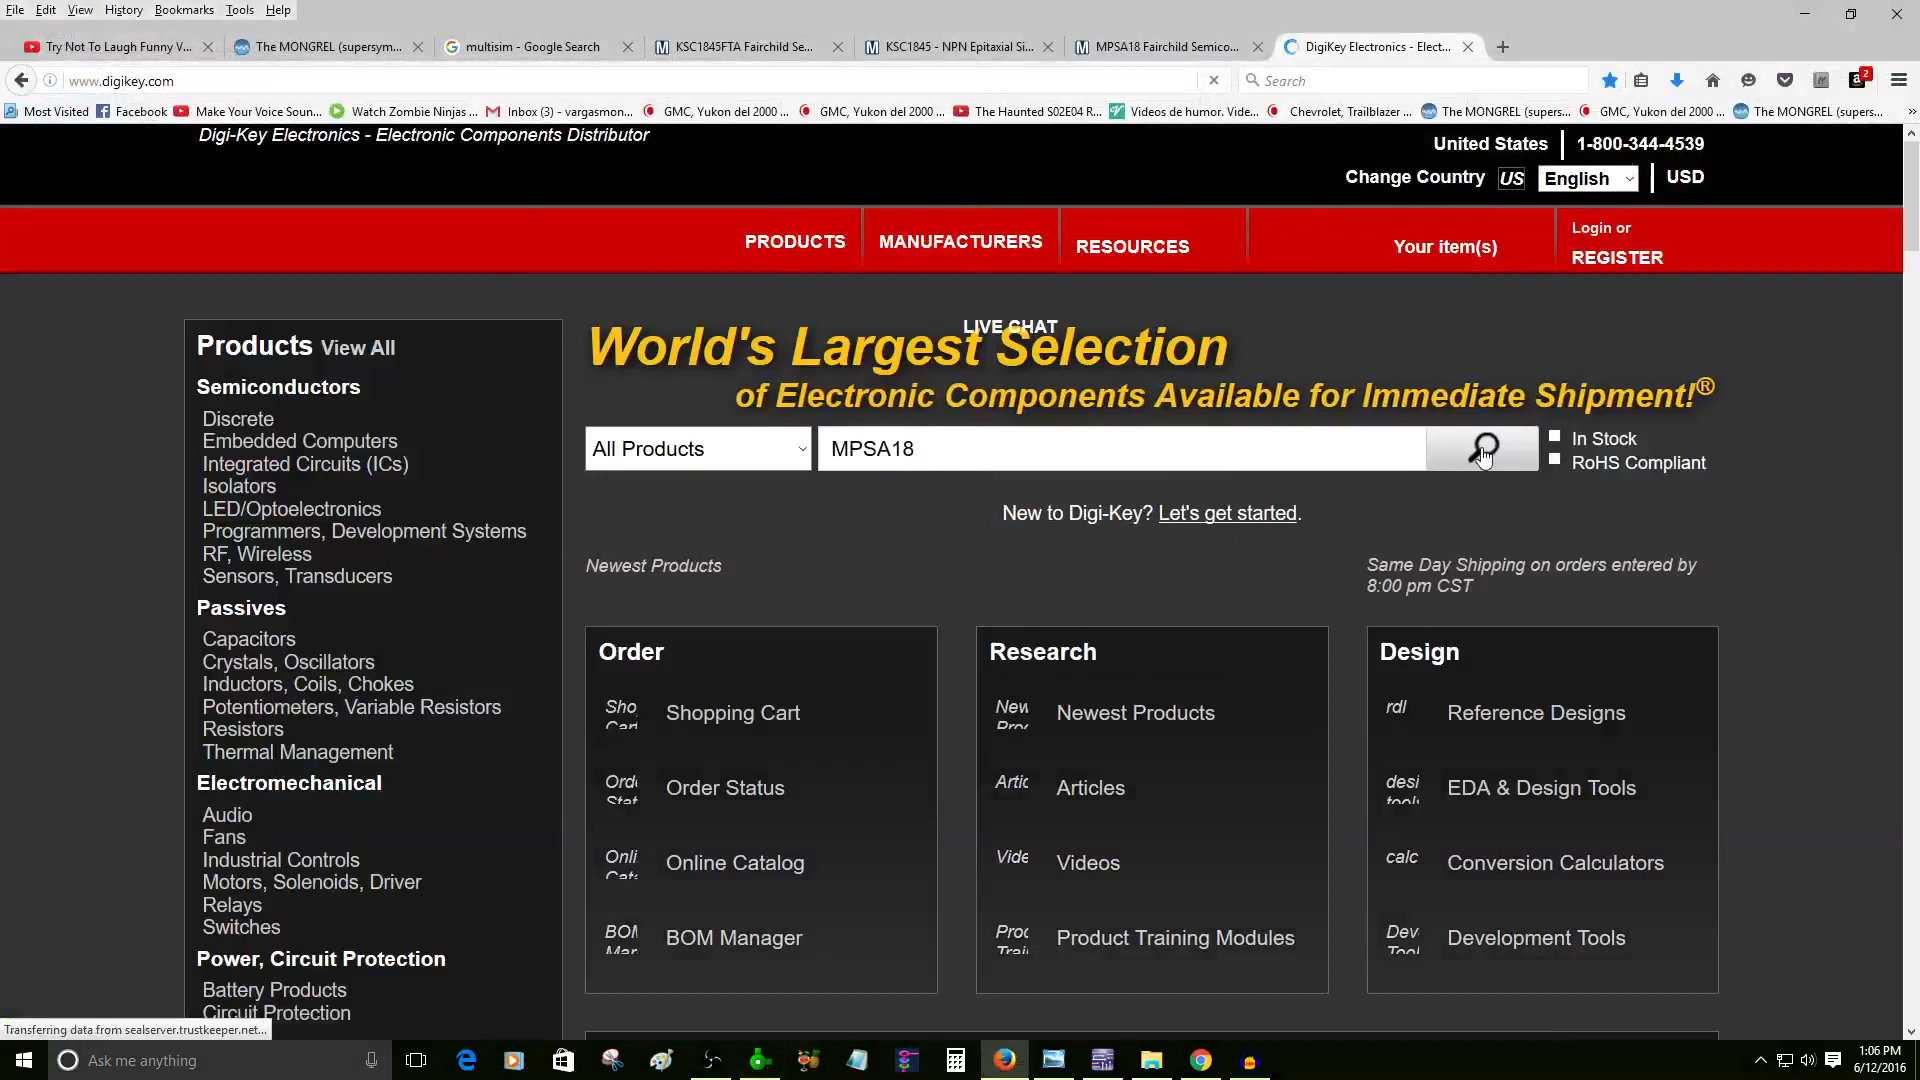 File Edit View History Bookmarks Tools Help
Try Not To Laugh Funny V... The MONGREL (supersym... multisim - Google Search KSC1845FTA Fairchild Se... KSC1845 - NPN Epitaxial Si... MPSA18 Fairchild Semico... DigiKey Electronics - Elect...
www.digikey.com Search 2
Most Visited Facebook Make Your Voice Soun... Watch Zombie Ninjas ... Inbox (3) - vargasmon... GMC, Yukon del 2000 ... GMC, Yukon del 2000 ... The Haunted S02E04 R... Videos de humor. Vide... Chevrolet, Trailblazer ... The MONGREL (supers... GMC, Yukon del 2000 ... The MONGREL (supers...
Digi-Key Electronics - Electronic Components Distributor
United States 1-800-344-4539
Change Country US English USD
PRODUCTS MANUFACTURERS RESOURCES Your item(s) Login or
REGISTER
LIVE CHAT
World's Largest Selection
of Electronic Components Available for Immediate Shipment!®
All Products MPSA18 In Stock
RoHS Compliant
New to Digi-Key? Let's get started.
Newest Products
Same Day Shipping on orders entered by
8:00 pm CST
Products View All
Semiconductors
Discrete
Embedded Computers
Integrated Circuits (ICs)
Isolators
LED/Optoelectronics
Programmers, Development Systems
RF, Wireless
Sensors, Transducers
Passives
Capacitors
Crystals, Oscillators
Inductors, Coils, Chokes
Potentiometers, Variable Resistors
Resistors
Thermal Management
Electromechanical
Audio
Fans
Industrial Controls
Motors, Solenoids, Driver
Relays
Switches
Power, Circuit Protection
Battery Products
Circuit Protection
Order
Shopping Cart
Order Status
Online Catalog
BOM Manager
Research
Newest Products
Articles
Videos
Product Training Modules
Design
rdl Reference Designs
EDA & Design Tools
calc Conversion Calculators
Development Tools
Transferring data from sealserver.trustkeeper.net...
Ask me anything
1:06 PM
6/12/2016